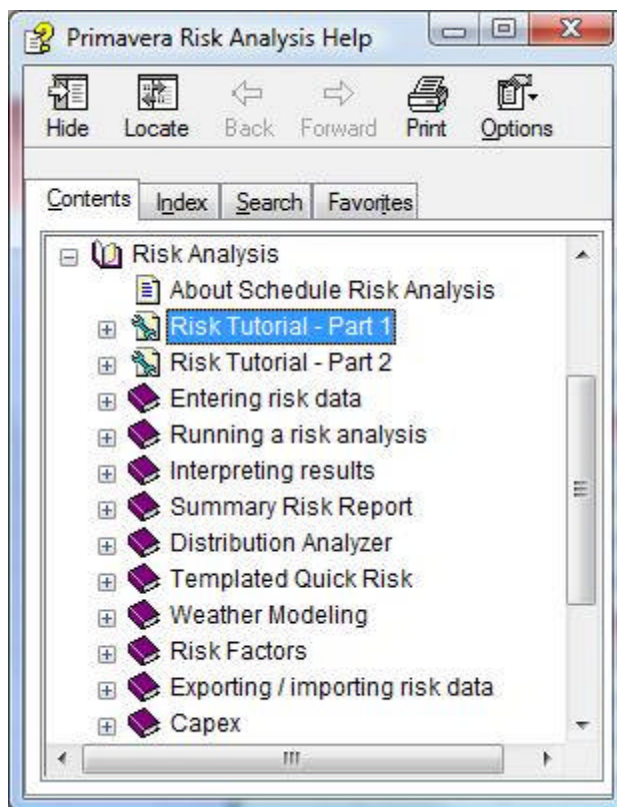 Primavera Risk Analysis Help
Hide Locate Back Forward Print Options
Contents Index Search Favorites
Risk Analysis
About Schedule Risk Analysis
Risk Tutorial - Part 1
Risk Tutorial - Part 2
Entering risk data
Running a risk analysis
Interpreting results
Summary Risk Report
Distribution Analyzer
Templated Quick Risk
Weather Modeling
Risk Factors
Exporting / importing risk data
Capex